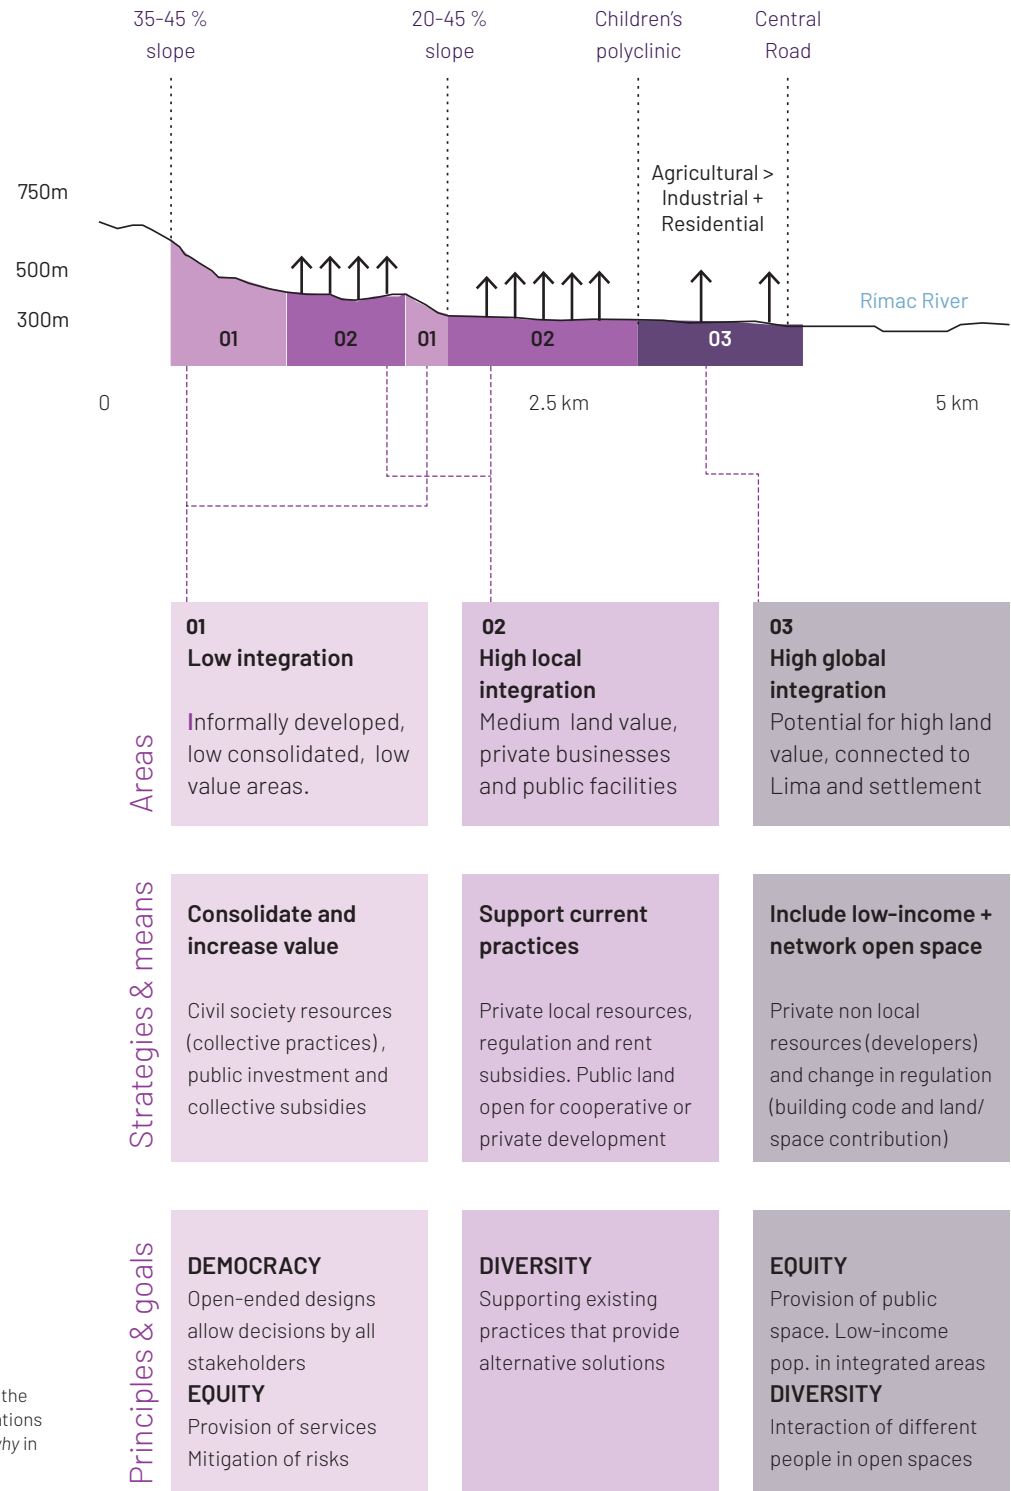 35-45 %
slope
20-45 %
slope
Children's
polyclinic
Central
Road
Agricultural >
Industrial +
Residential
750m
500m
300m
Rímac River
01
02
01
02
03
0
2.5 km
5 km
Areas
01
Low integration
Informally developed,
low consolidated, low
value areas.
02
High local
integration
Medium land value,
private businesses
and public facilities
03
High global
integration
Potential for high land
value, connected to
Lima and settlement
Strategies & means
Consolidate and
increase value
Civil society resources
(collective practices) ,
public investment and
collective subsidies
Support current
practices
Private local resources,
regulation and rent
subsidies. Public land
open for cooperative or
private development
Include low-income +
network open space
Private non local
resources (developers)
and change in regulation
(building code and land/
space contribution)
Principles & goals
DEMOCRACY
Open-ended designs
allow decisions by all
stakeholders
EQUITY
Provision of services
Mitigation of risks
DIVERSITY
Supporting existing
practices that provide
alternative solutions
EQUITY
Provision of public
space. Low-income
pop. in integrated areas
DIVERSITY
Interaction of different
people in open spaces
the
tions
hy in